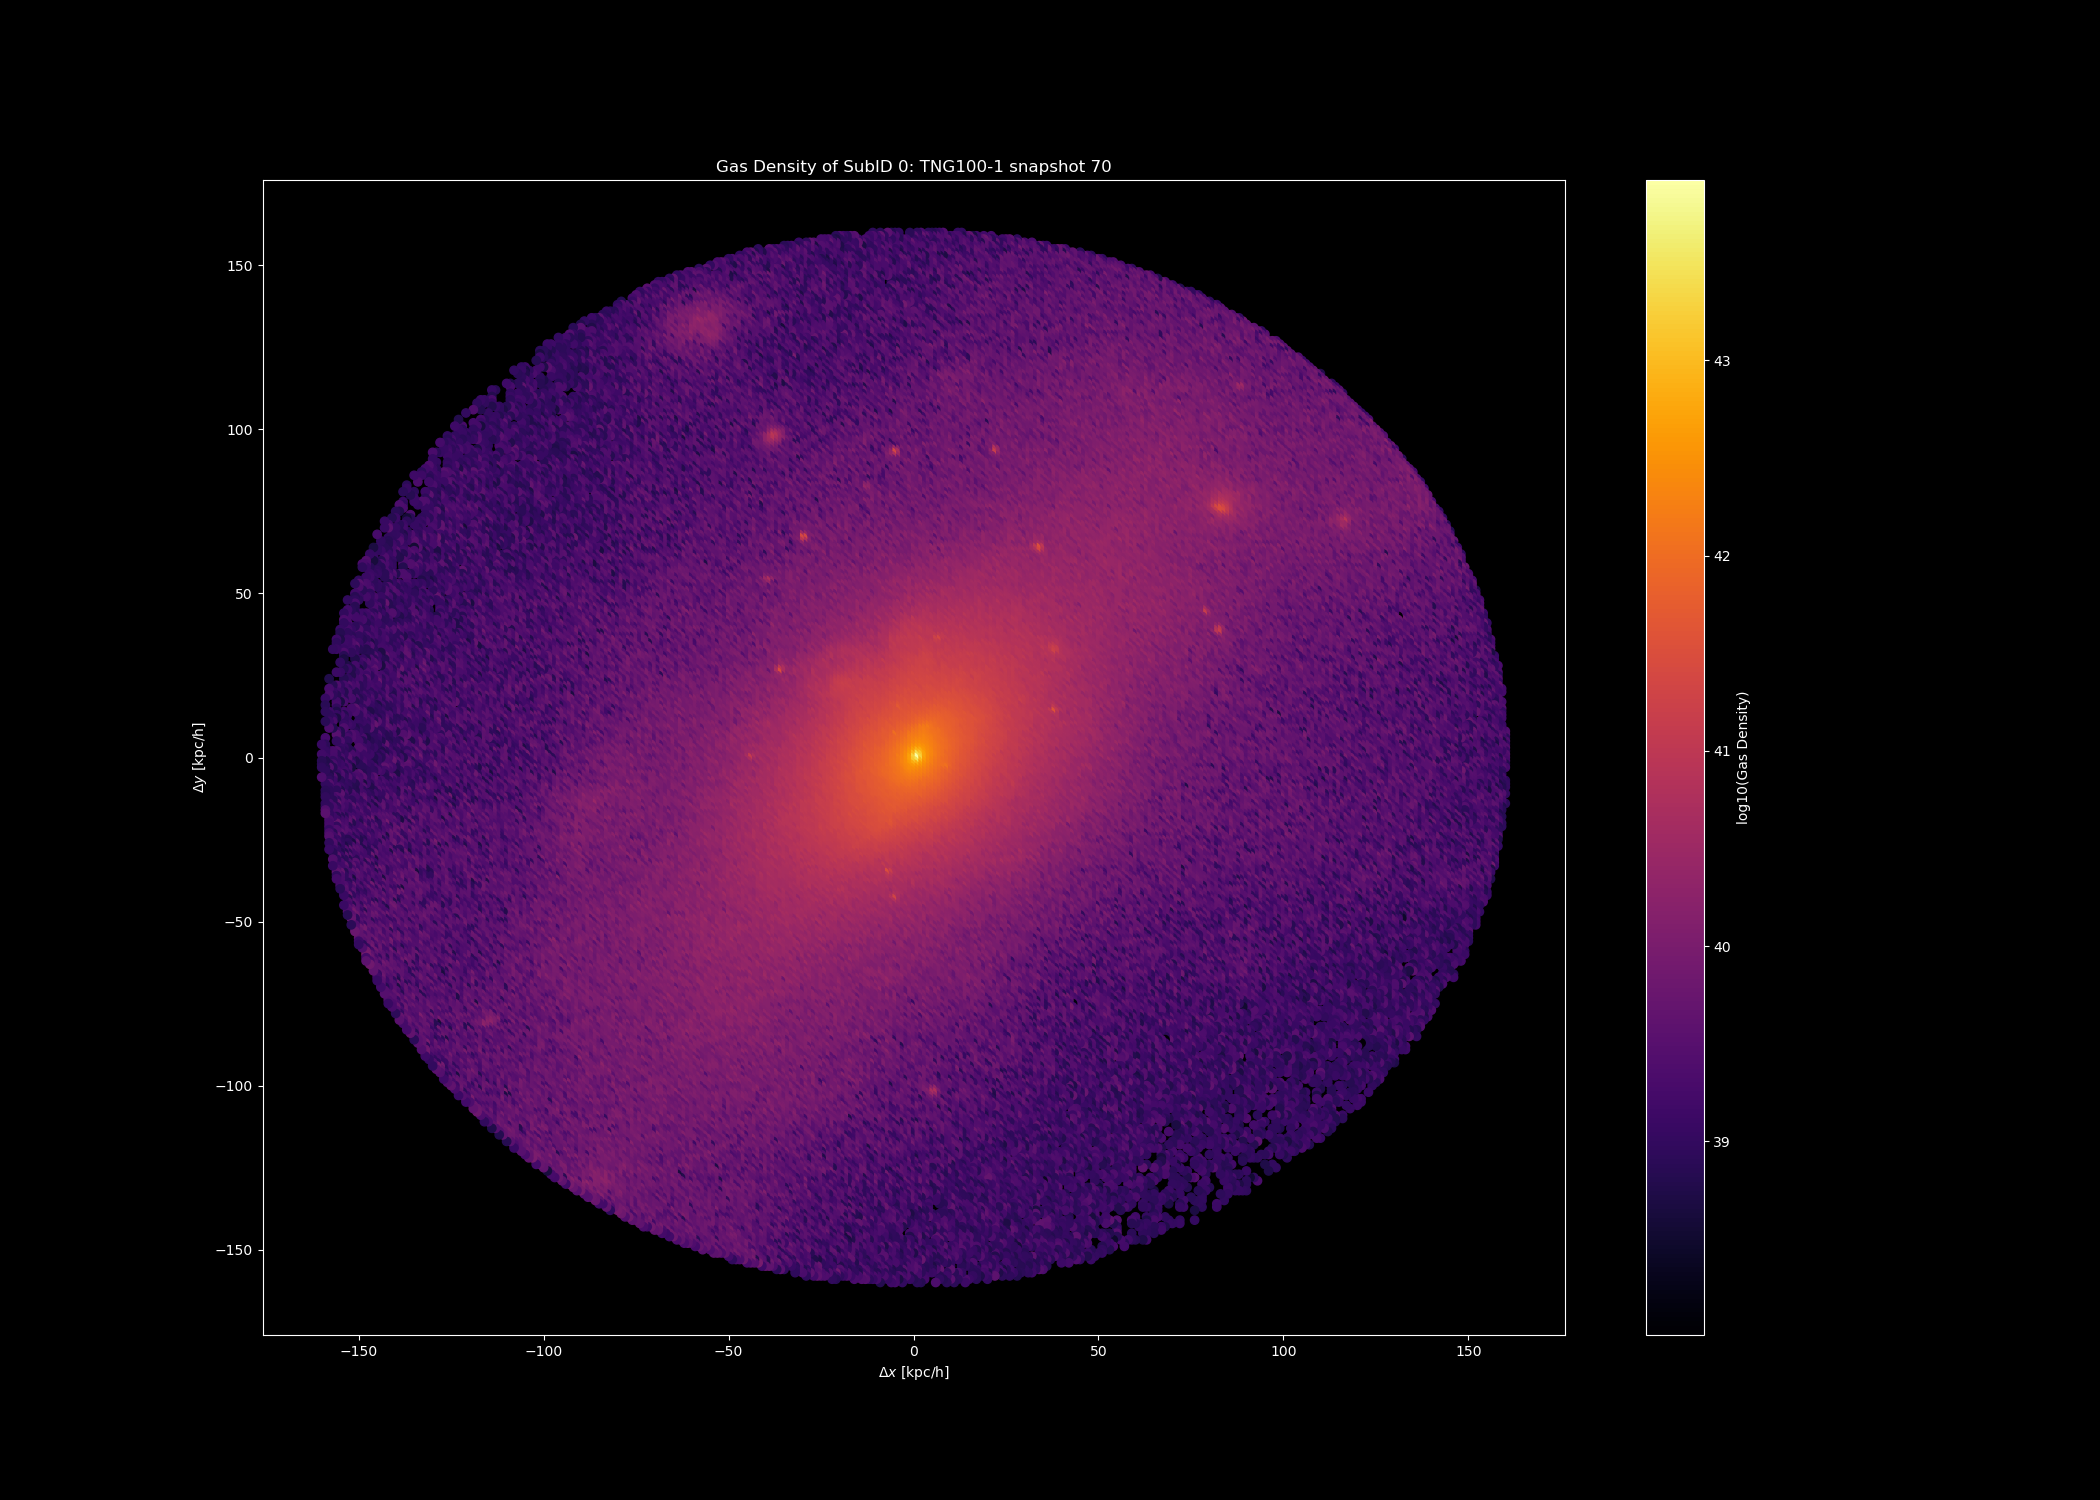 Gas Density of SubID 0: TNG100-1 snapshot 70
150
100
50
0
−50
−100
−150
Δy [kpc/h]
−150 −100 −50 0 50 100 150
Δx [kpc/h]
43
42
41
40
39
log10(Gas Density)